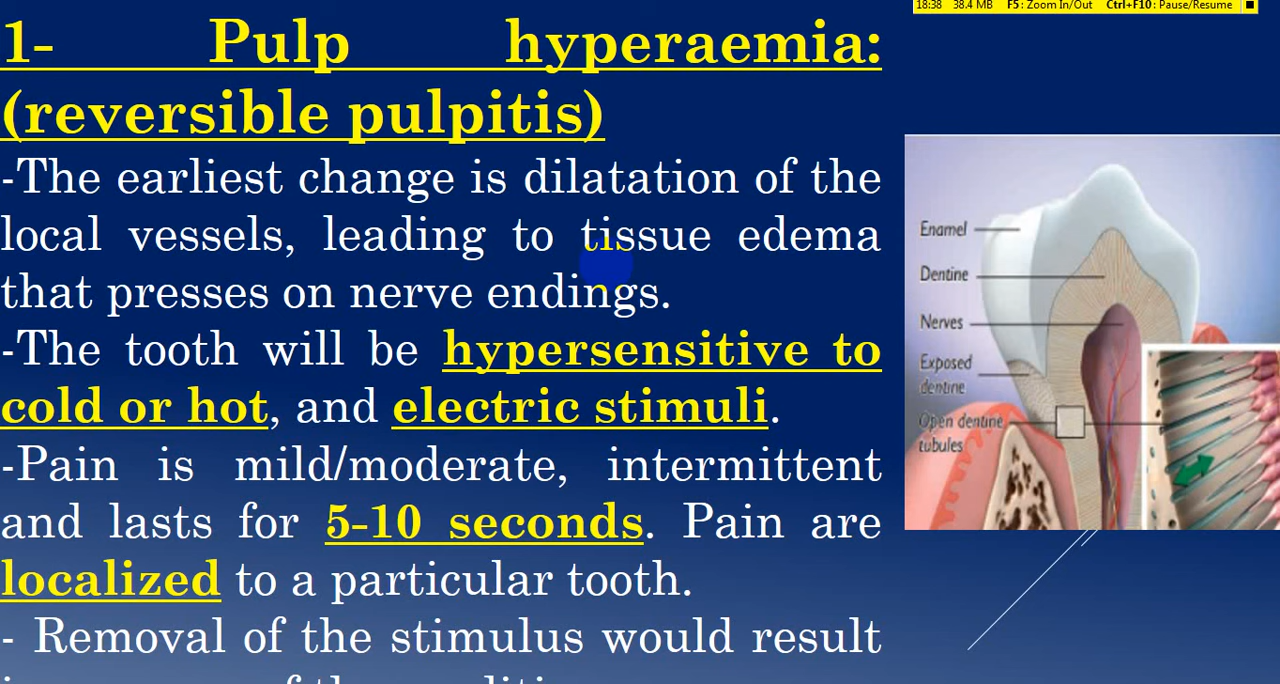 18:38 38.4 MB F5: Zoom In/Out Ctrl+F10: Pause/Resume
1- Pulp hyperaemia:
(reversible pulpitis)
-The earliest change is dilatation of the
local vessels, leading to tissue edema
that presses on nerve endings.
-The tooth will be hypersensitive to
cold or hot, and electric stimuli.
-Pain is mild/moderate, intermittent
and lasts for 5-10 seconds. Pain are
localized to a particular tooth.
- Removal of the stimulus would result
Enamel
Dentine
Nerves
Exposed
dentine
Open dentine
tubules